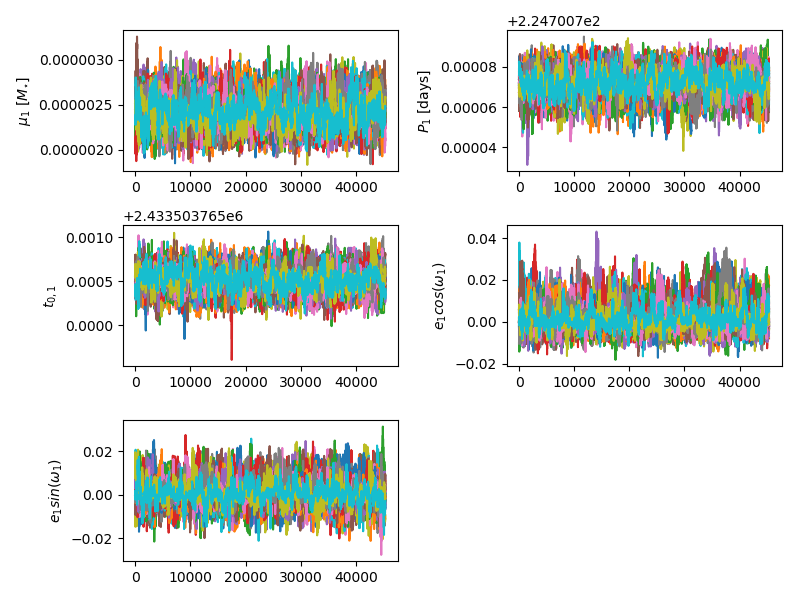 +2.247007e2
μ₁ [M⋆]
0.0000030
0.0000025
0.0000020
0 10000 20000 30000 40000
P₁ [days]
0.00008
0.00006
0.00004
0 10000 20000 30000 40000
+2.433503765e6
t₀,₁
0.0010
0.0005
0.0000
0 10000 20000 30000 40000
e₁cos(ω₁)
0.04
0.02
0.00
−0.02
0 10000 20000 30000 40000
e₁sin(ω₁)
0.02
0.00
−0.02
0 10000 20000 30000 40000